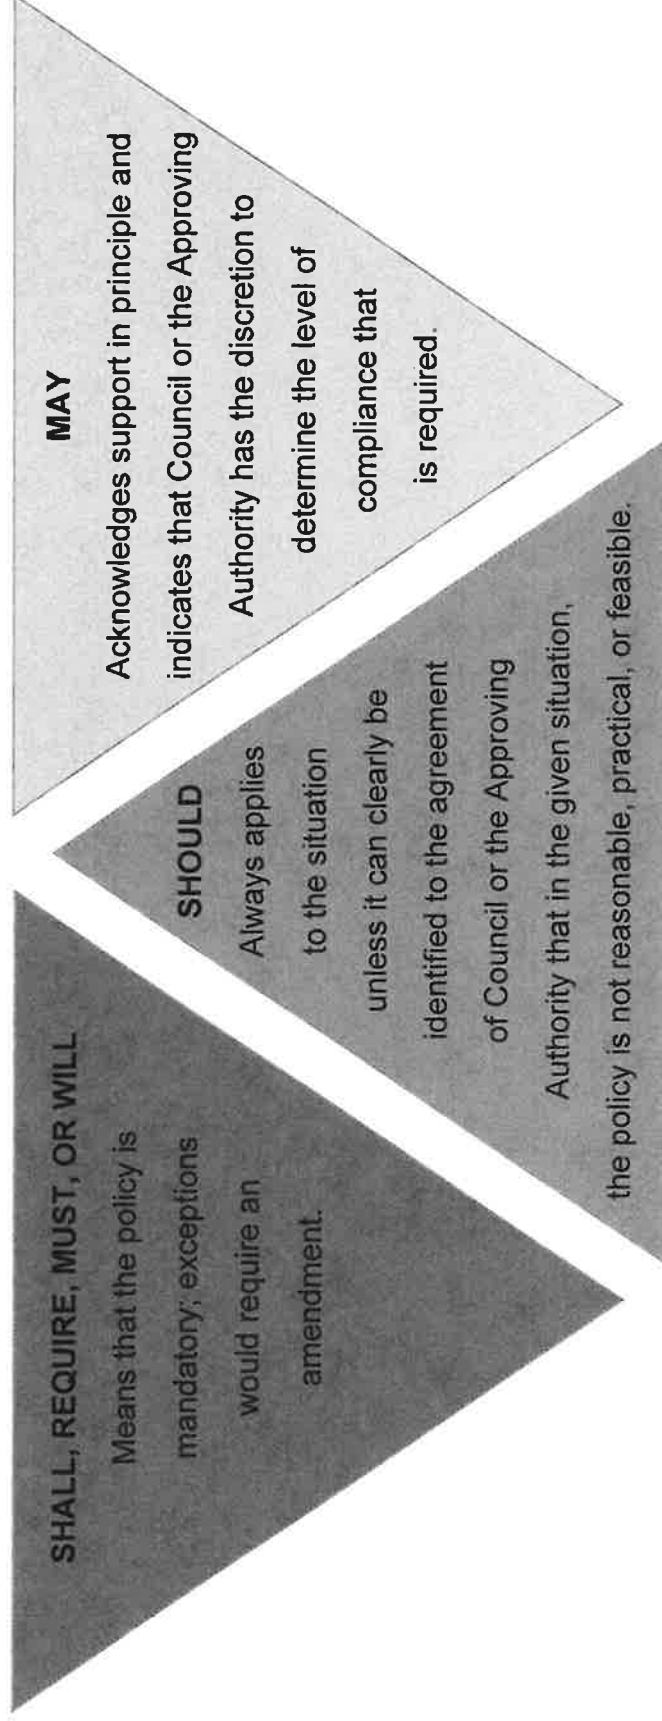 SHALL, REQUIRE, MUST, OR WILL
Means that the policy is
mandatory; exceptions
would require an
amendment.
SHOULD
Always applies
to the situation
unless it can clearly be
identified to the agreement
of Council or the Approving
Authority that in the given situation,
the policy is not reasonable, practical, or feasible.
MAY
Acknowledges support in principle and
indicates that Council or the Approving
Authority has the discretion to
determine the level of
compliance that
is required.